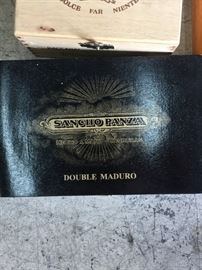 DOLCE FAR NIENTE
SANCHO PANZA
DOUBLE MADURO